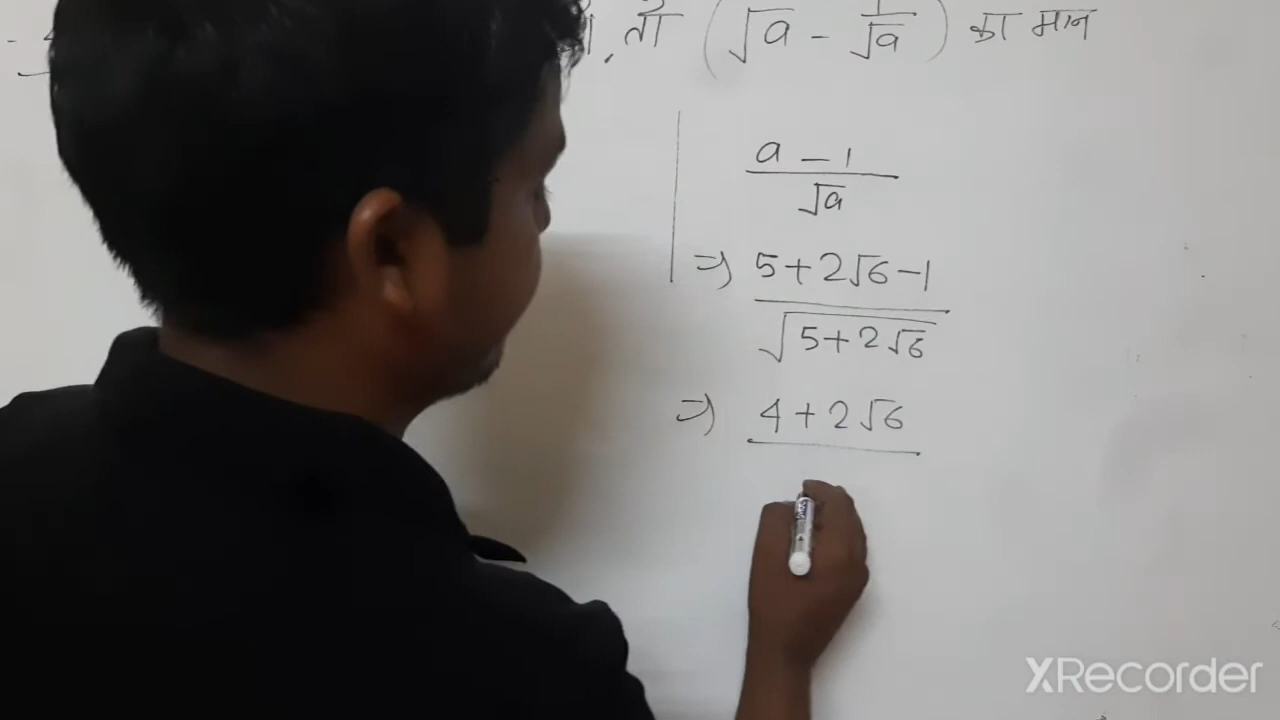 , तो (√a - 1/√a) का मान
a - 1
√a
=) 5+2√6-1
√5+2√6
=) 4+2√6
XRecorder